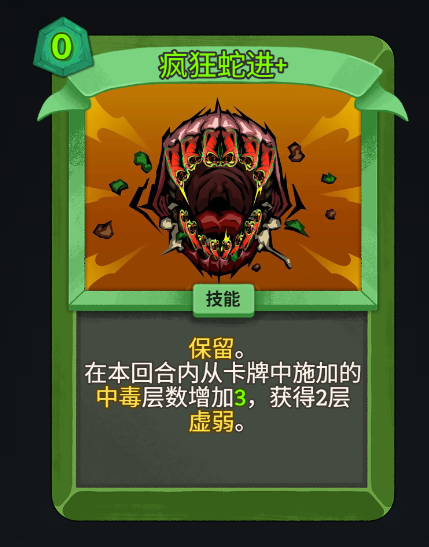 0
疯狂蛇进+
技能
保留。
在本回合内从卡牌中施加的
中毒层数增加3，获得2层
虚弱。